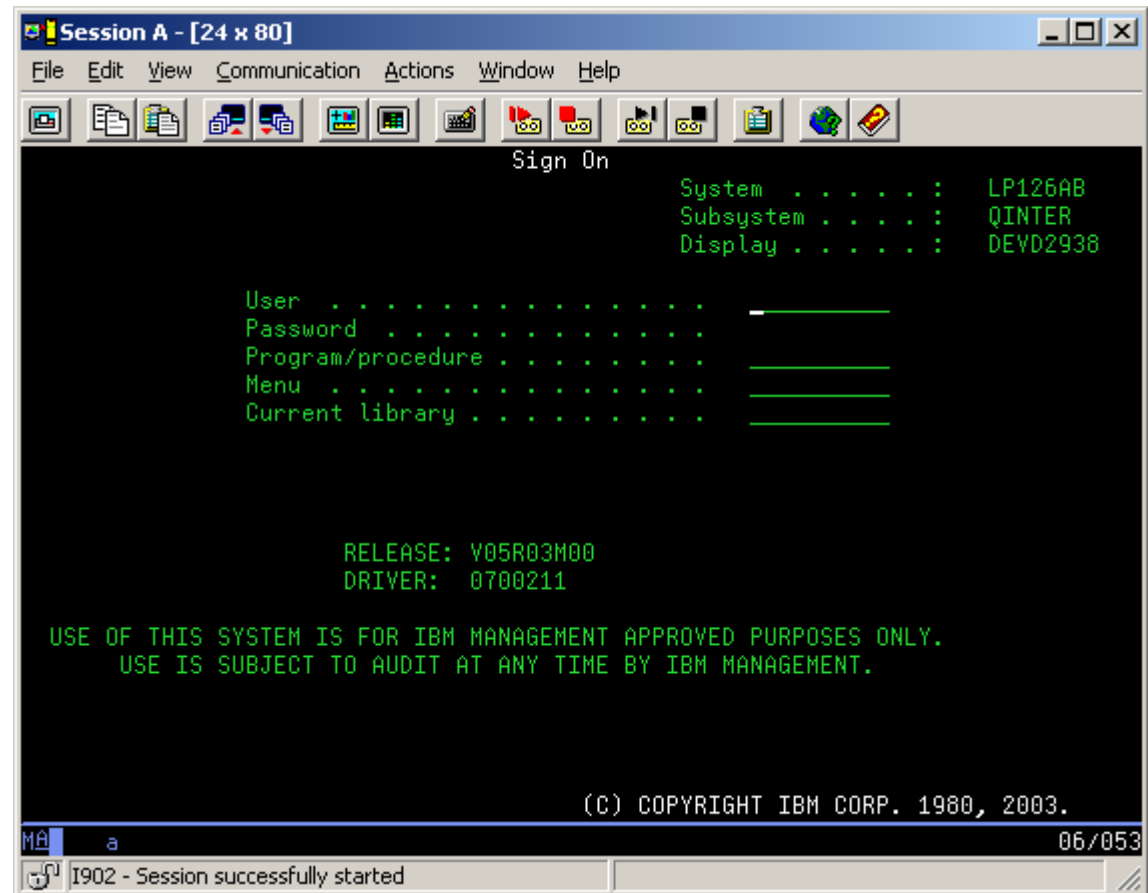 Session A - [24 x 80]
File Edit View Communication Actions Window Help
Sign On
System . . . . . : LP126AB
Subsystem . . . . : QINTER
Display . . . . . : DEVD2938
User . . . . . . . . . . . . . .
Password . . . . . . . . . . . .
Program/procedure . . . . . . . .
Menu . . . . . . . . . . . . . .
Current library . . . . . . . . .
RELEASE: V05R03M00
DRIVER: 0700211
USE OF THIS SYSTEM IS FOR IBM MANAGEMENT APPROVED PURPOSES ONLY.
USE IS SUBJECT TO AUDIT AT ANY TIME BY IBM MANAGEMENT.
(C) COPYRIGHT IBM CORP. 1980, 2003.
MA a 06/053
I902 - Session successfully started